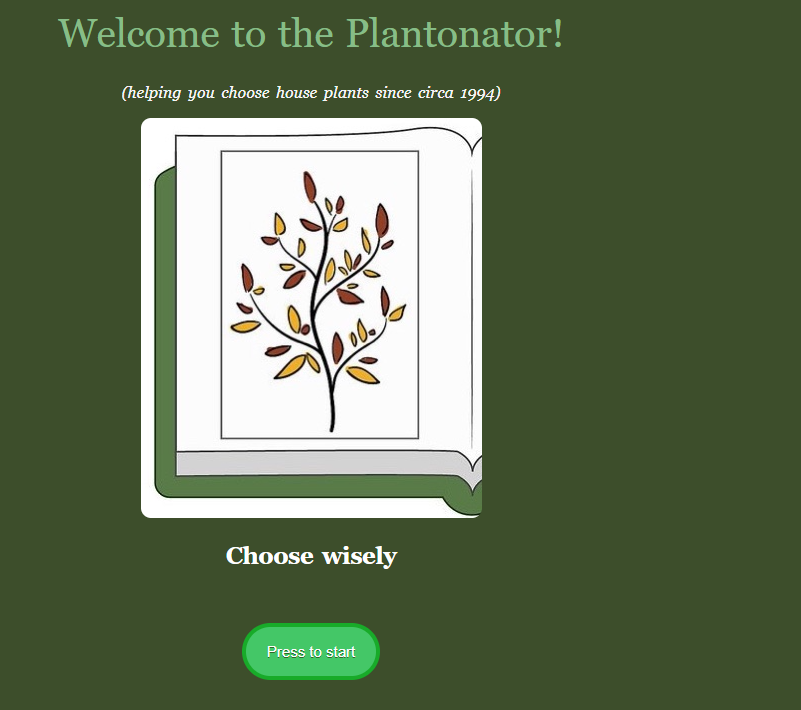 Welcome to the Plantonator!
(helping you choose house plants since circa 1994)
Choose wisely
Press to start